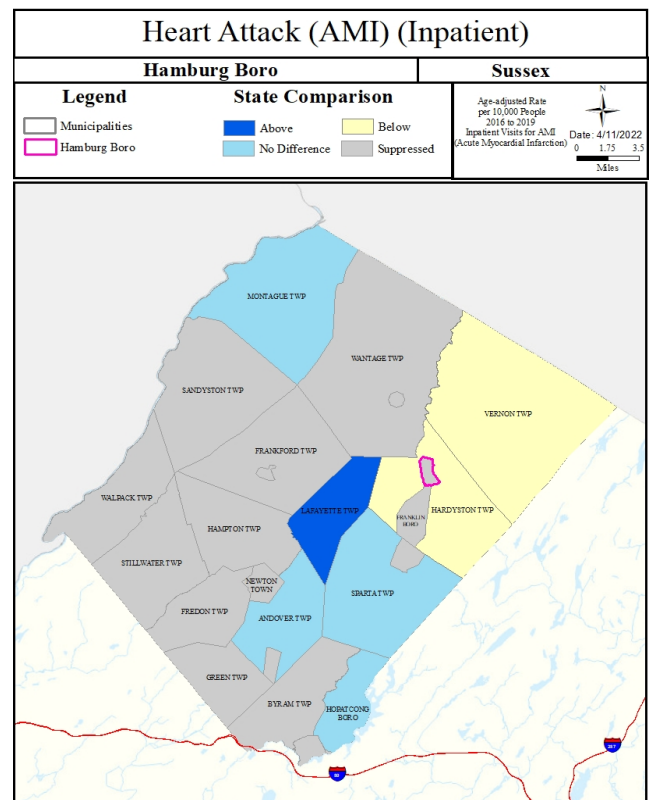 Heart Attack (AMI) (Inpatient)
Hamburg Boro
Sussex
Legend
Municipalities
Hamburg Boro
State Comparison
Above
Below
No Difference
Suppressed
Age-adjusted Rate
per 10,000 People
2016 to 2019
Inpatient Visits for AMI
(Acute Myocardial Infarction)
N
Date: 4/11/2022
0 1.75 3.5
Miles
MONTAGUE TWP
WANTAGE TWP
SANDYSTON TWP
VERNON TWP
FRANKFORD TWP
WALPACK TWP
LAFAYETTE TWP
HARDYSTON TWP
FRANKLIN
BORO
HAMPTON TWP
STILLWATER TWP
NEWTON
TOWN
SPARTA TWP
FREDON TWP
ANDOVER TWP
GREEN TWP
BYRAM TWP
HOPATCONG
BORO
80
287